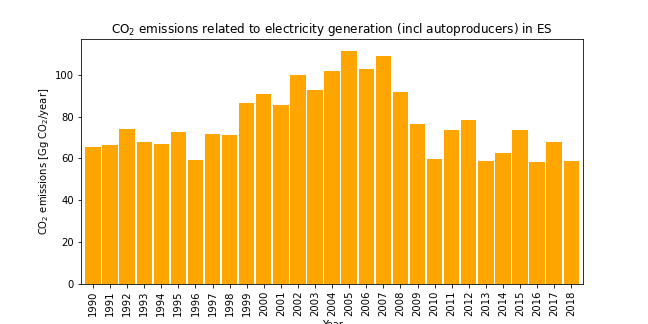 CO₂ emissions related to electricity generation (incl autoproducers) in ES
CO₂ emissions [Gg CO₂/year]
100
80
60
40
20
0
1990 1991 1992 1993 1994 1995 1996 1997 1998 1999 2000 2001 2002 2003 2004 2005 2006 2007 2008 2009 2010 2011 2012 2013 2014 2015 2016 2017 2018
Year